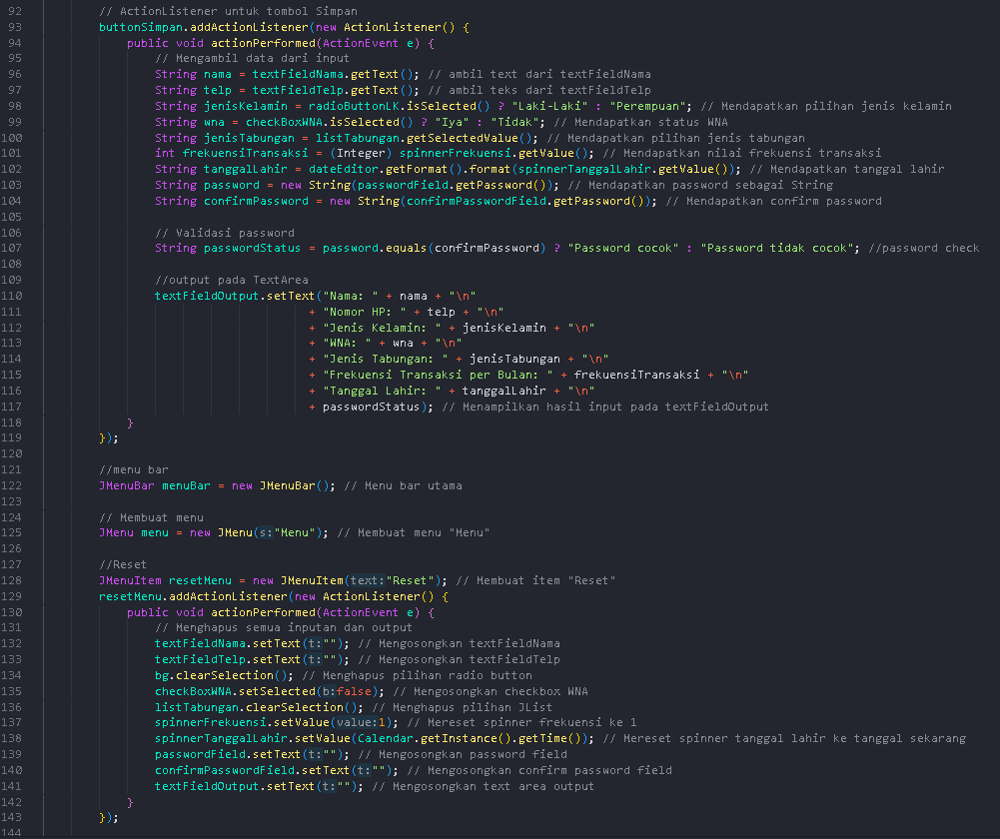 92 // ActionListener untuk tombol Simpan
93 buttonSimpan.addActionListener(new ActionListener() {
94 public void actionPerformed(ActionEvent e) {
95 // Mengambil data dari input
96 String nama = textFieldNama.getText(); // ambil text dari textFieldNama
97 String telp = textFieldTelp.getText(); // ambil teks dari textFieldTelp
98 String jenisKelamin = radioButtonLK.isSelected() ? "Laki-Laki" : "Perempuan"; // Mendapatkan pilihan jenis kelamin
99 String wna = checkBoxWNA.isSelected() ? "Iya" : "Tidak"; // Mendapatkan status WNA
100 String jenisTabungan = listTabungan.getSelectedValue(); // Mendapatkan pilihan jenis tabungan
101 int frekuensiTransaksi = (Integer) spinnerFrekuensi.getValue(); // Mendapatkan nilai frekuensi transaksi
102 String tanggalLahir = dateEditor.getFormat().format(spinnerTanggalLahir.getValue()); // Mendapatkan tanggal lahir
103 String password = new String(passwordField.getPassword()); // Mendapatkan password sebagai String
104 String confirmPassword = new String(confirmPasswordField.getPassword()); // Mendapatkan confirm password
105
106 // Validasi password
107 String passwordStatus = password.equals(confirmPassword) ? "Password cocok" : "Password tidak cocok"; //password check
108
109 //output pada TextArea
110 textFieldOutput.setText("Nama: " + nama + "\n"
111 + "Nomor HP: " + telp + "\n"
112 + "Jenis Kelamin: " + jenisKelamin + "\n"
113 + "WNA: " + wna + "\n"
114 + "Jenis Tabungan: " + jenisTabungan + "\n"
115 + "Frekuensi Transaksi per Bulan: " + frekuensiTransaksi + "\n"
116 + "Tanggal Lahir: " + tanggalLahir + "\n"
117 + passwordStatus); // Menampilkan hasil input pada textFieldOutput
118 }
119 });
120
121 //menu bar
122 JMenuBar menuBar = new JMenuBar(); // Menu bar utama
123
124 // Membuat menu
125 JMenu menu = new JMenu(s:"Menu"); // Membuat menu "Menu"
126
127 //Reset
128 JMenuItem resetMenu = new JMenuItem(text:"Reset"); // Membuat item "Reset"
129 resetMenu.addActionListener(new ActionListener() {
130 public void actionPerformed(ActionEvent e) {
131 // Menghapus semua inputan dan output
132 textFieldNama.setText(t:""); // Mengosongkan textFieldNama
133 textFieldTelp.setText(t:""); // Mengosongkan textFieldTelp
134 bg.clearSelection(); // Menghapus pilihan radio button
135 checkBoxWNA.setSelected(b:false); // Mengosongkan checkbox WNA
136 listTabungan.clearSelection(); // Menghapus pilihan JList
137 spinnerFrekuensi.setValue(value:1); // Mereset spinner frekuensi ke 1
138 spinnerTanggalLahir.setValue(Calendar.getInstance().getTime()); // Mereset spinner tanggal lahir ke tanggal sekarang
139 passwordField.setText(t:""); // Mengosongkan password field
140 confirmPasswordField.setText(t:""); // Mengosongkan confirm password field
141 textFieldOutput.setText(t:""); // Mengosongkan text area output
142 }
143 });
144